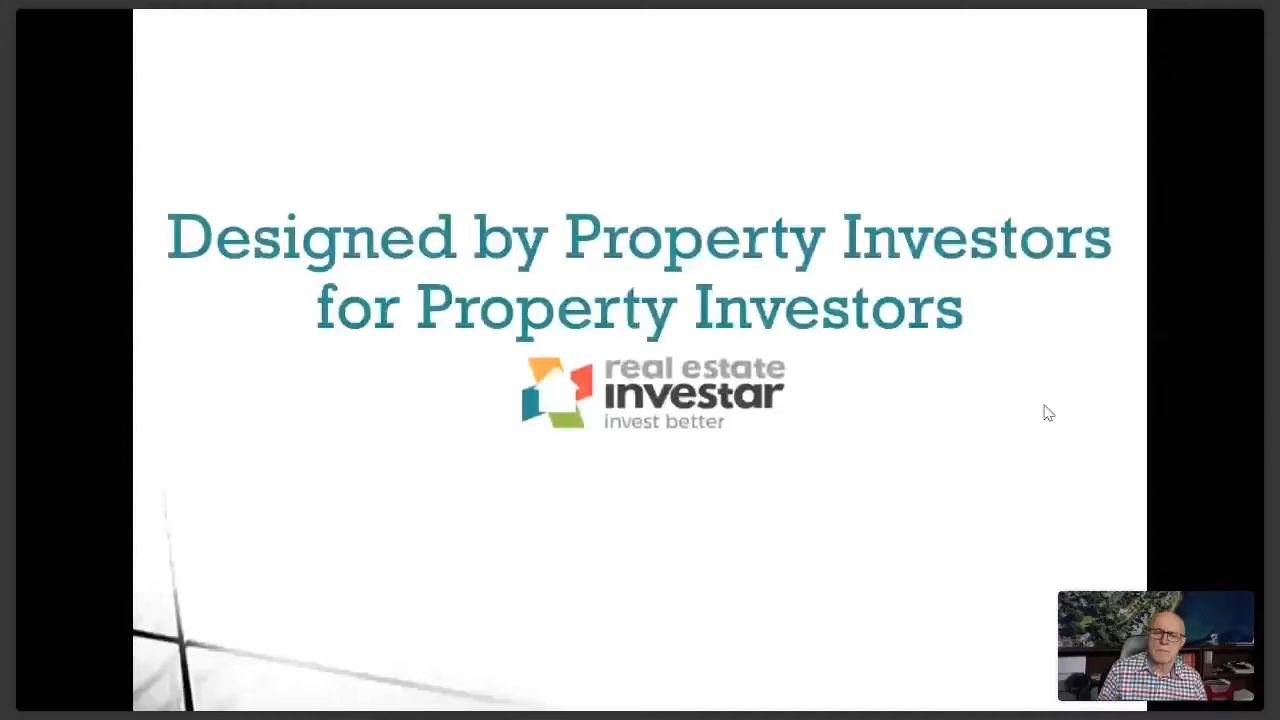 Designed by Property Investors
for Property Investors
real estate
investar
invest better